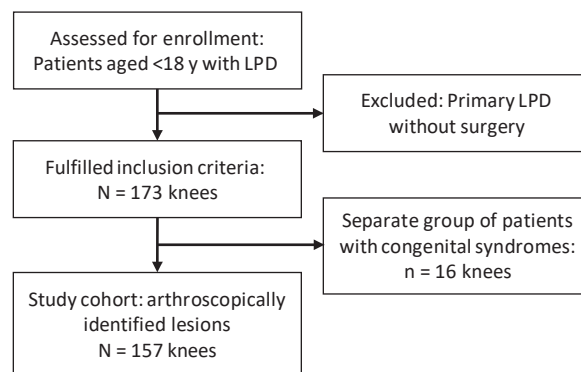 Assessed for enrollment:
Patients aged <18 y with LPD
Excluded: Primary LPD
without surgery
Fulfilled inclusion criteria:
N = 173 knees
Separate group of patients
with congenital syndromes:
n = 16 knees
Study cohort: arthroscopically
identified lesions
N = 157 knees